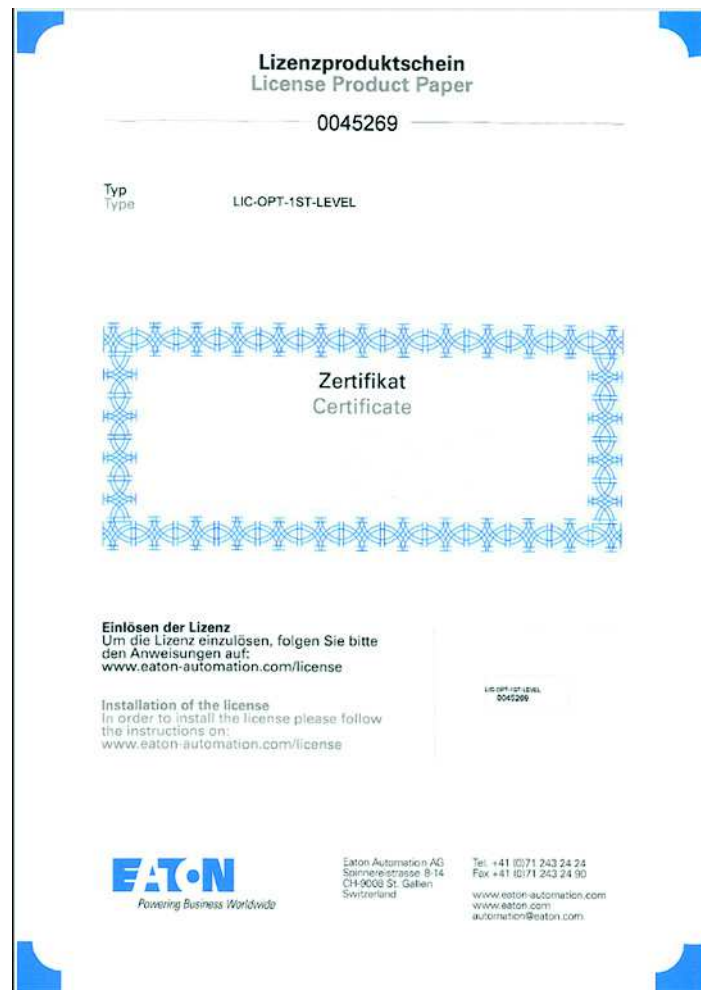 Lizenzproduktschein
License Product Paper
0045269
Typ
Type
LIC-OPT-1ST-LEVEL
Zertifikat
Certificate
Einlösen der Lizenz
Um die Lizenz einzulösen, folgen Sie bitte
den Anweisungen auf:
www.eaton-automation.com/license
Installation of the license
In order to install the license please follow
the instructions on:
www.eaton-automation.com/license
LIC-OPT-1ST-LEVEL
0045269
EATON
Powering Business Worldwide
Eaton Automation AG
Spinnereistrasse 8-14
CH-9008 St. Gallen
Switzerland
Tel. +41 (0)71 243 24 24
Fax +41 (0)71 243 24 90
www.eaton-automation.com
www.eaton.com
automation@eaton.com